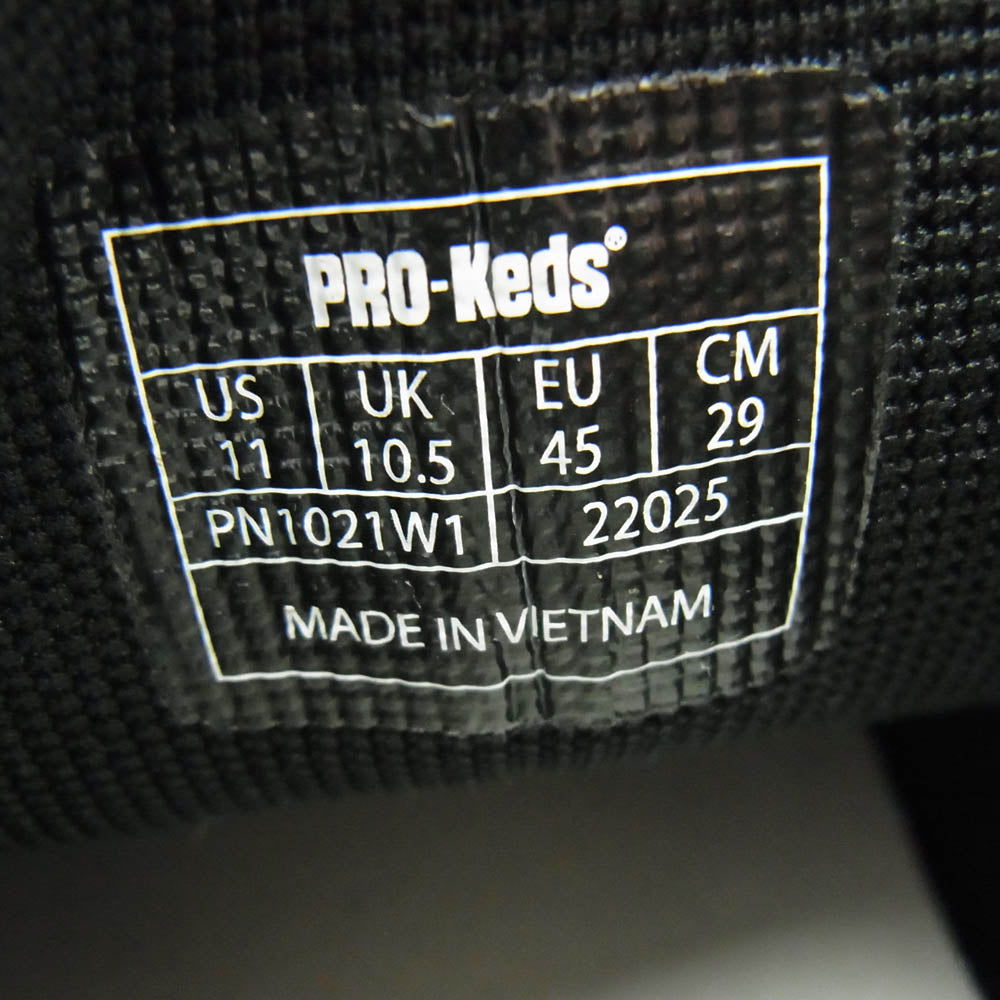 PRO-Keds®
US UK EU CM
11 10.5 45 29
PN1021W1 22025
MADE IN VIETNAM